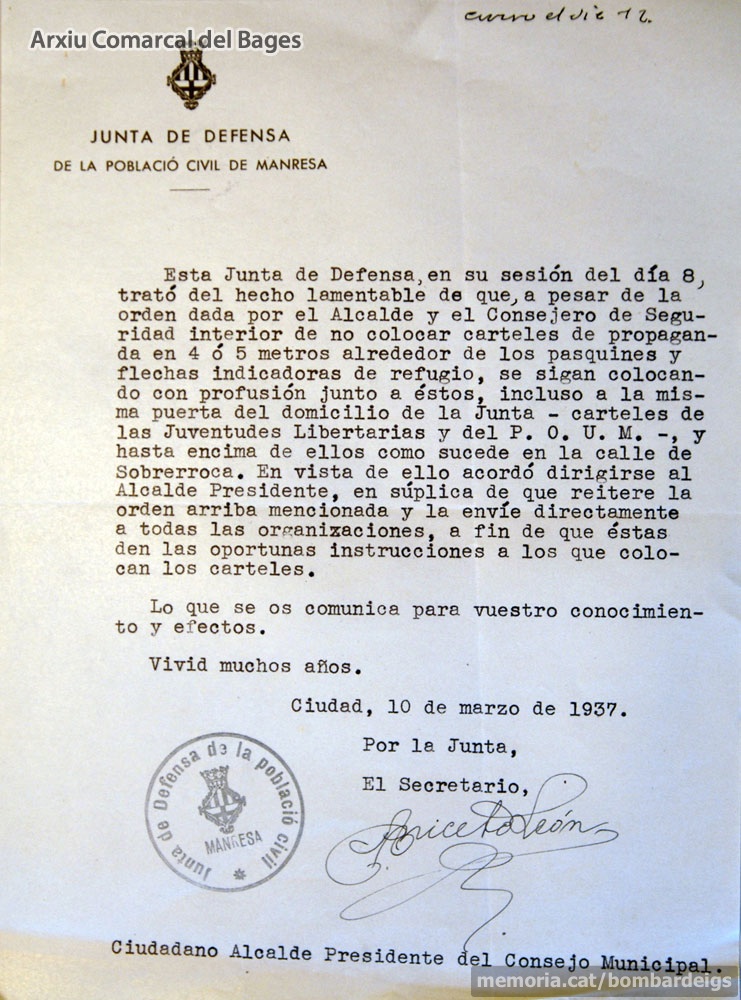 curso el dia 12.
Arxiu Comarcal del Bages
JUNTA DE DEFENSA
DE LA POBLACIÓ CIVIL DE MANRESA
Esta Junta de Defensa, en su sesión del día 8,
trató del hecho lamentable de que, a pesar de la
orden dada por el Alcalde y el Consejero de Segu-
ridad interior de no colocar carteles de propagan-
da en 4 ó 5 metros alrededor de los pasquines y
flechas indicadoras de refugio, se sigan colocan-
do con profusión junto a éstos, incluso a la mis-
ma puerta del domicilio de la Junta - carteles de
las Juventudes Libertarias y del P. O. U. M. -, y
hasta encima de ellos como sucede en la calle de
Sobrerroca. En vista de ello acordó dirigirse al
Alcalde Presidente, en súplica de que reitere la
orden arriba mencionada y la envíe directamente
a todas las organizaciones, a fin de que éstas
den las oportunas instrucciones a los que colo-
can los carteles.
Lo que se os comunica para vuestro conocimien-
to y efectos.
Vivid muchos años.
Ciudad, 10 de marzo de 1937.
Por la Junta,
El Secretario,
Aniceto León
Junta de Defensa de la població civil
MANRESA
Ciudadano Alcalde Presidente del Consejo Municipal.
memoria.cat/bombardeigs